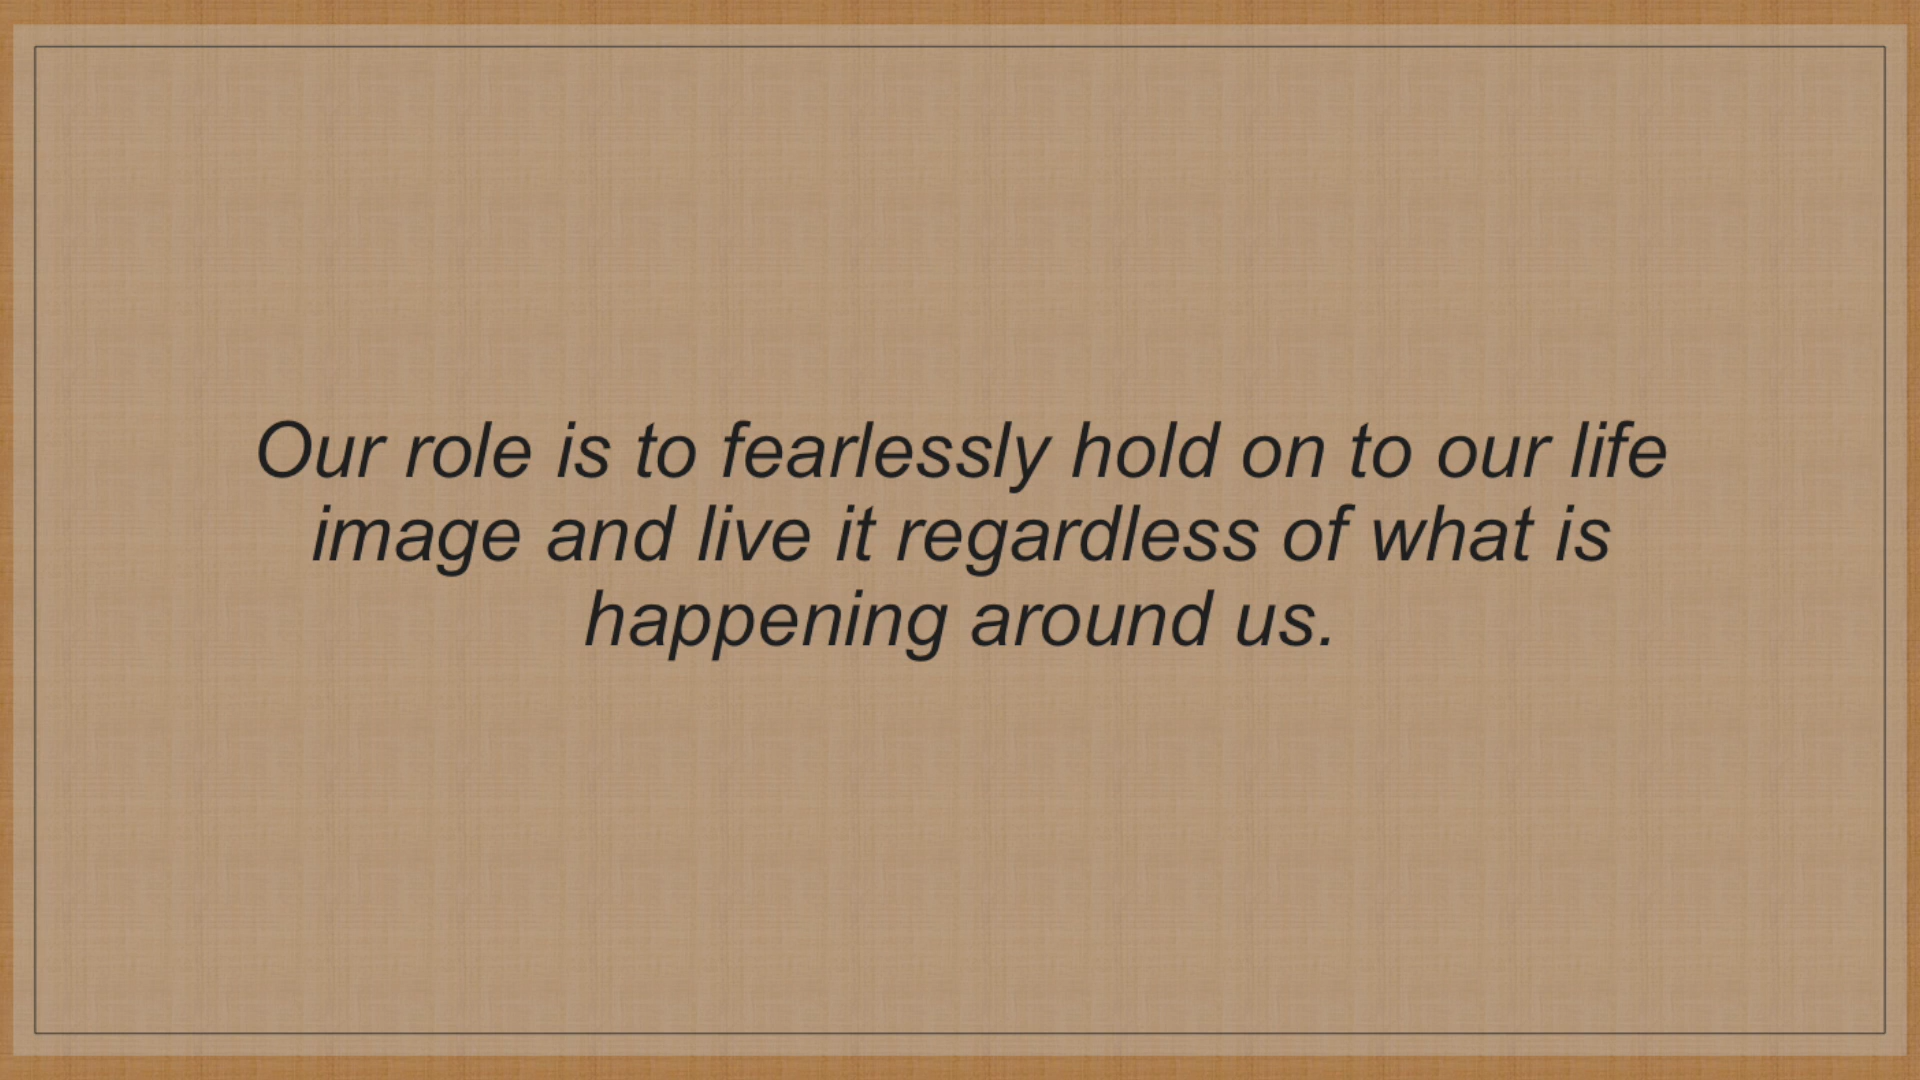 Our role is to fearlessly hold on to our life
image and live it regardless of what is
happening around us.